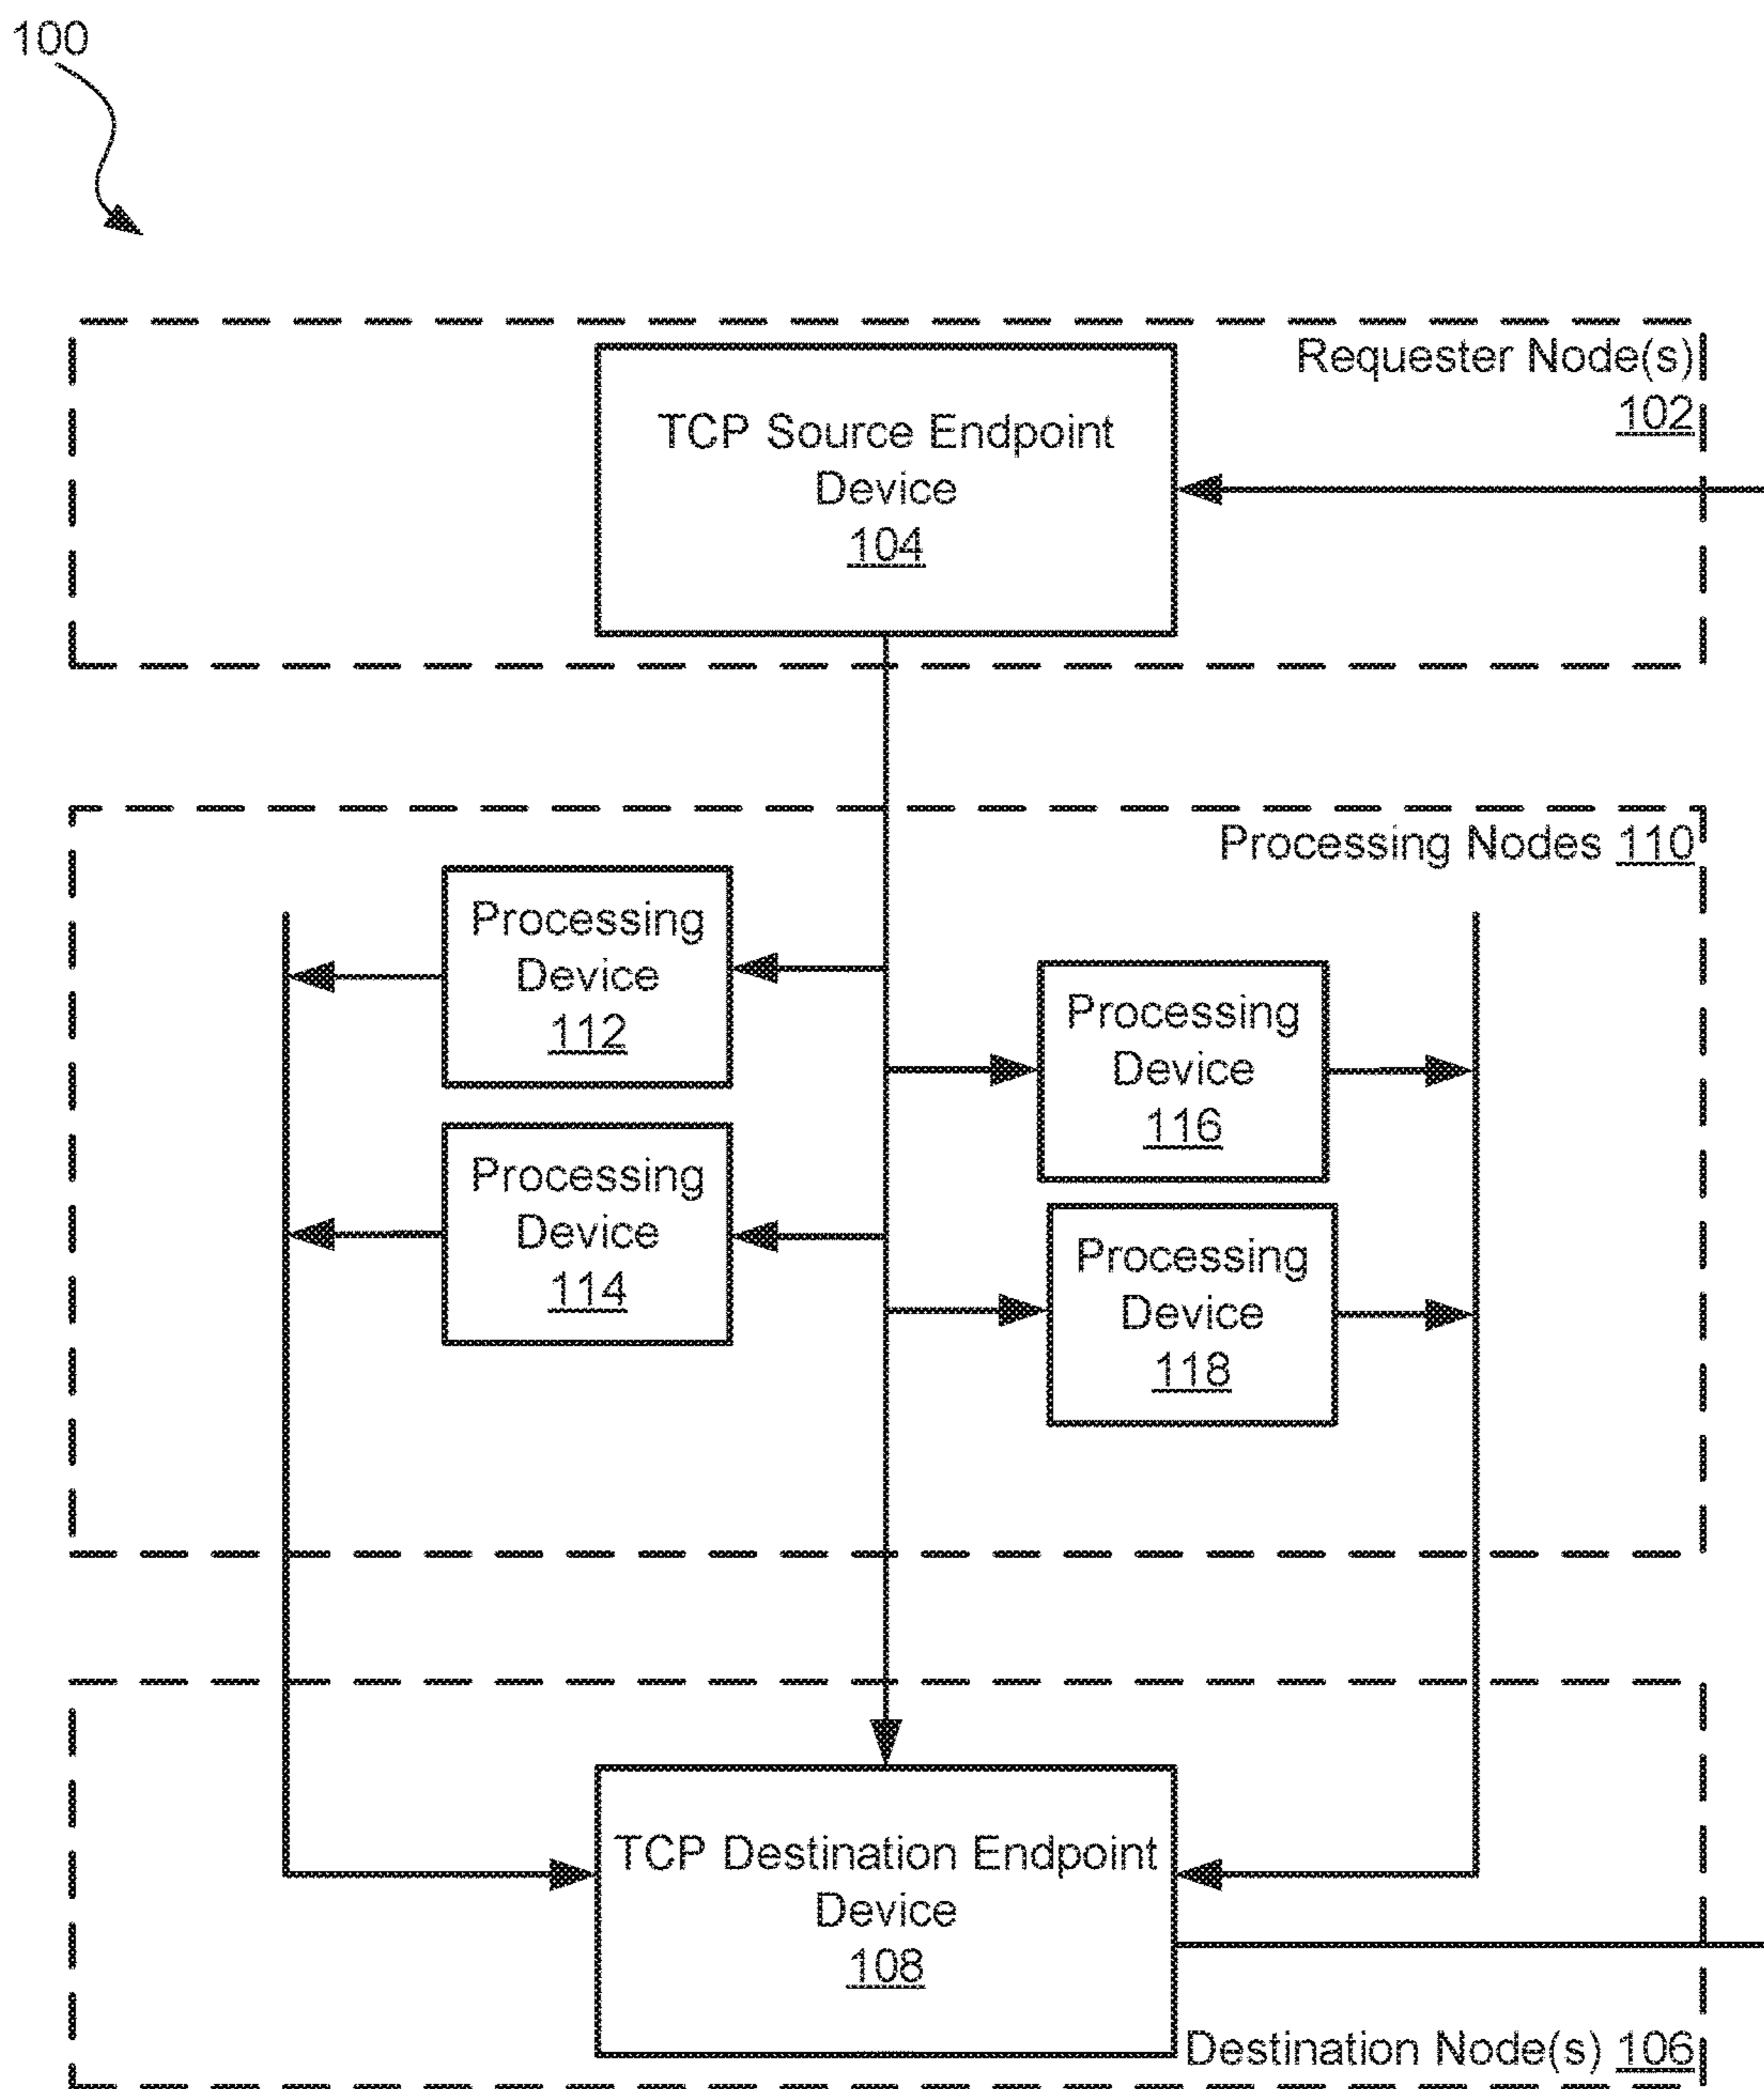 100
Requester Node(s)
102
TCP Source Endpoint
Device
104
Processing Nodes 110
Processing
Device
112
Processing
Device
116
Processing
Device
114
Processing
Device
118
TCP Destination Endpoint
Device
108
Destination Node(s) 106